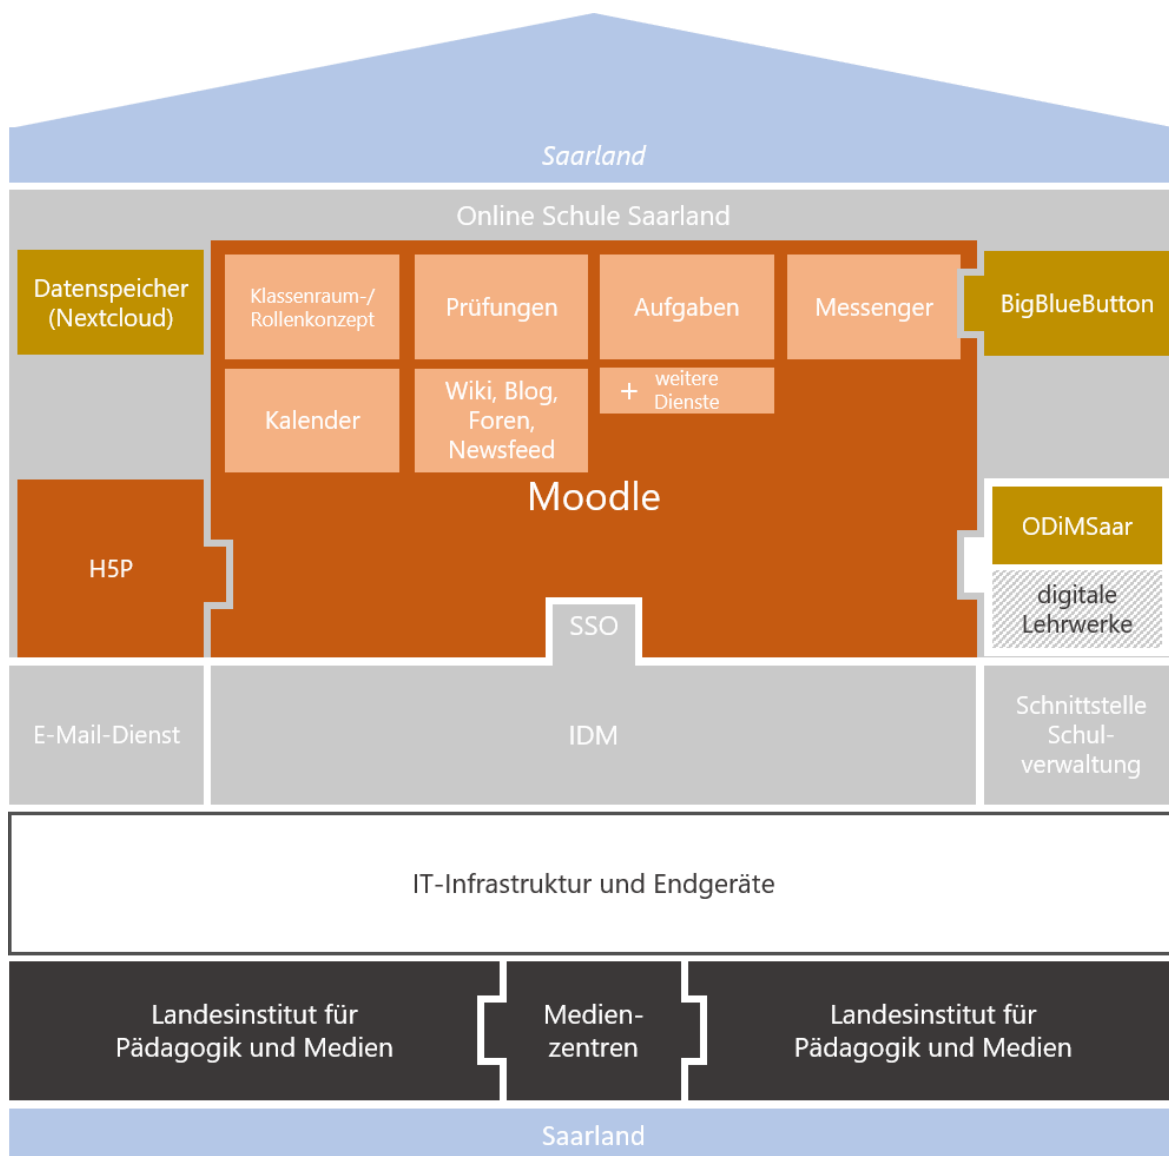 Saarland
Online Schule Saarland
Datenspeicher
(Nextcloud)
Klassenraum-/
Rollenkonzept
Prüfungen
Aufgaben
Messenger
BigBlueButton
Kalender
Wiki, Blog,
Foren,
Newsfeed
+ weitere
Dienste
Moodle
H5P
ODiMSaar
digitale
Lehrwerke
SSO
E-Mail-Dienst
IDM
Schnittstelle
Schul-
verwaltung
IT-Infrastruktur und Endgeräte
Landesinstitut für
Pädagogik und Medien
Medien-
zentren
Landesinstitut für
Pädagogik und Medien
Saarland